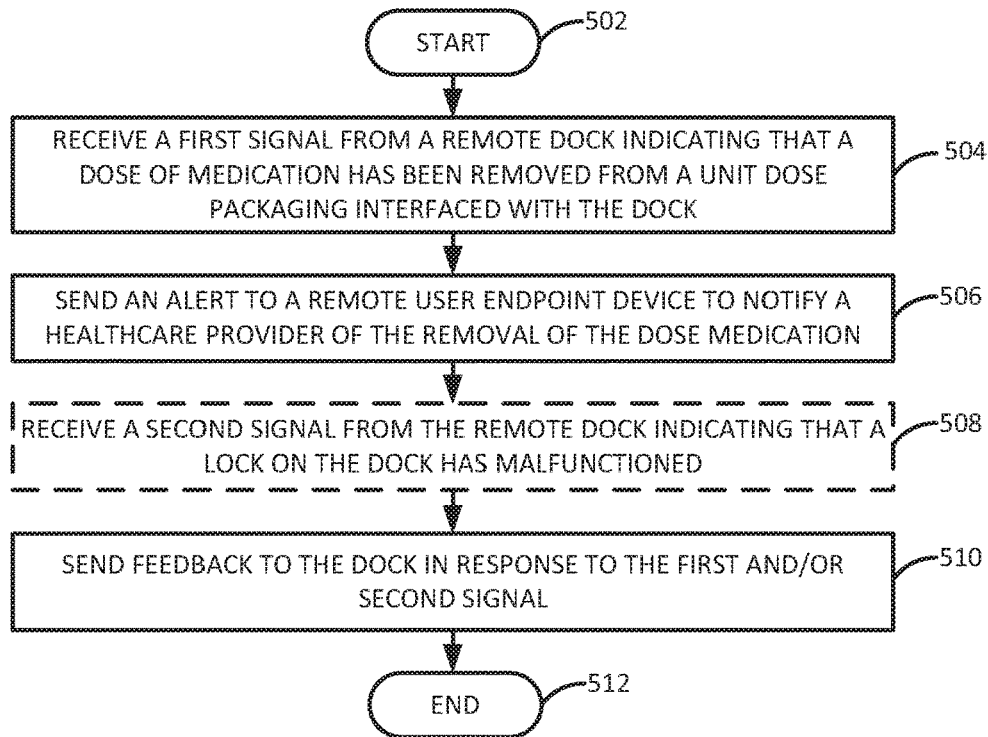 START
502
RECEIVE A FIRST SIGNAL FROM A REMOTE DOCK INDICATING THAT A
DOSE OF MEDICATION HAS BEEN REMOVED FROM A UNIT DOSE
PACKAGING INTERFACED WITH THE DOCK
504
SEND AN ALERT TO A REMOTE USER ENDPOINT DEVICE TO NOTIFY A
HEALTHCARE PROVIDER OF THE REMOVAL OF THE DOSE MEDICATION
506
RECEIVE A SECOND SIGNAL FROM THE REMOTE DOCK INDICATING THAT A
LOCK ON THE DOCK HAS MALFUNCTIONED
508
SEND FEEDBACK TO THE DOCK IN RESPONSE TO THE FIRST AND/OR
SECOND SIGNAL
510
END
512